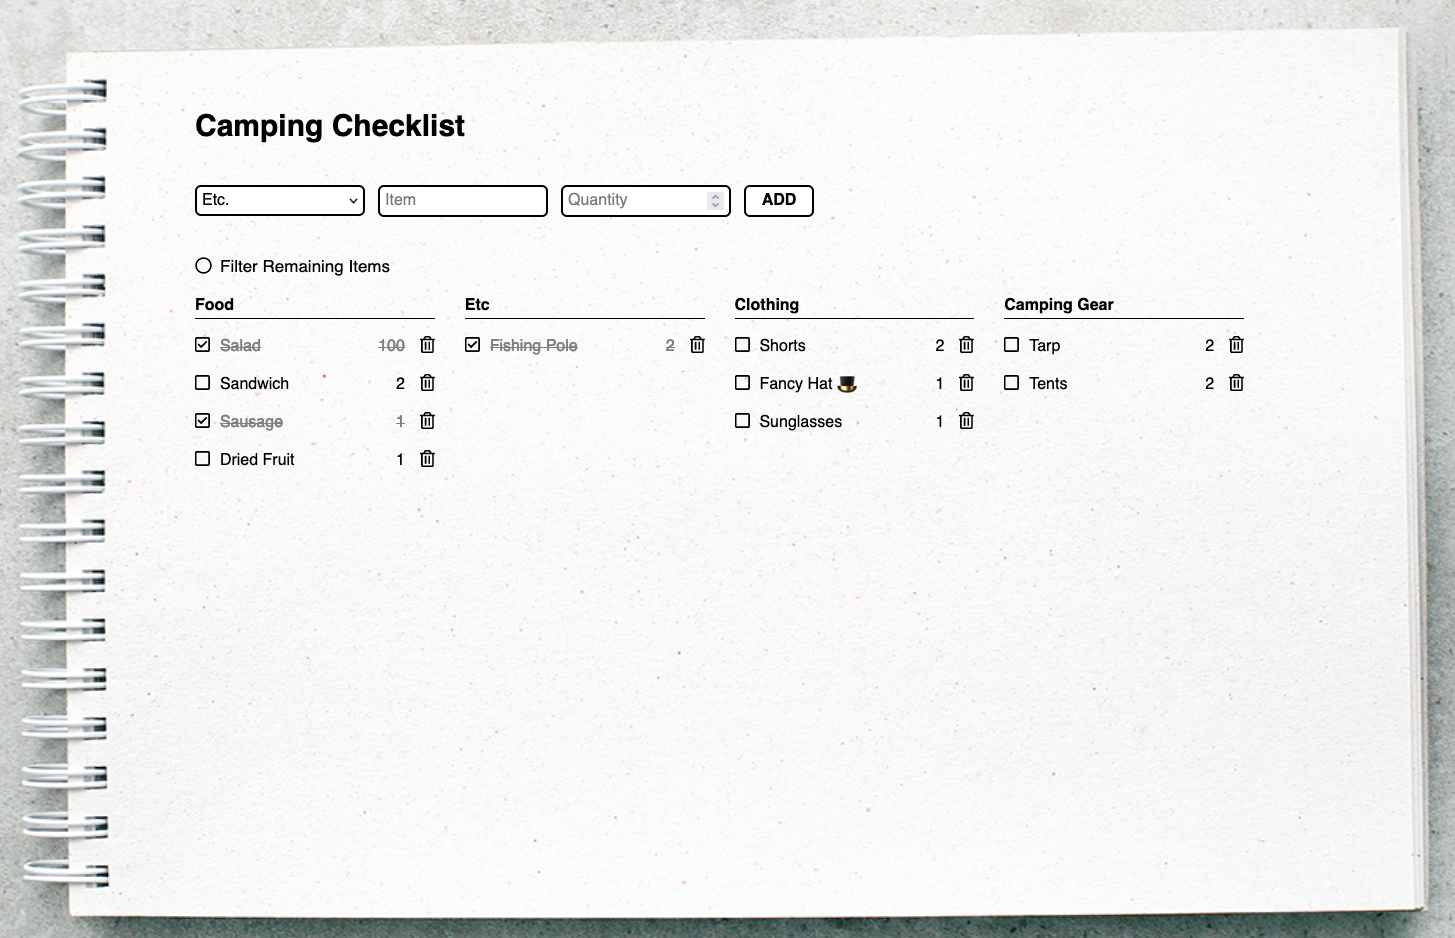 Camping Checklist
Etc. Item Quantity ADD
Filter Remaining Items
Food Etc Clothing Camping Gear
Salad 100 Fishing Pole 2 Shorts 2 Tarp 2
Sandwich 2 Fancy Hat 🎩 1 Tents 2
Sausage 1 Sunglasses 1
Dried Fruit 1